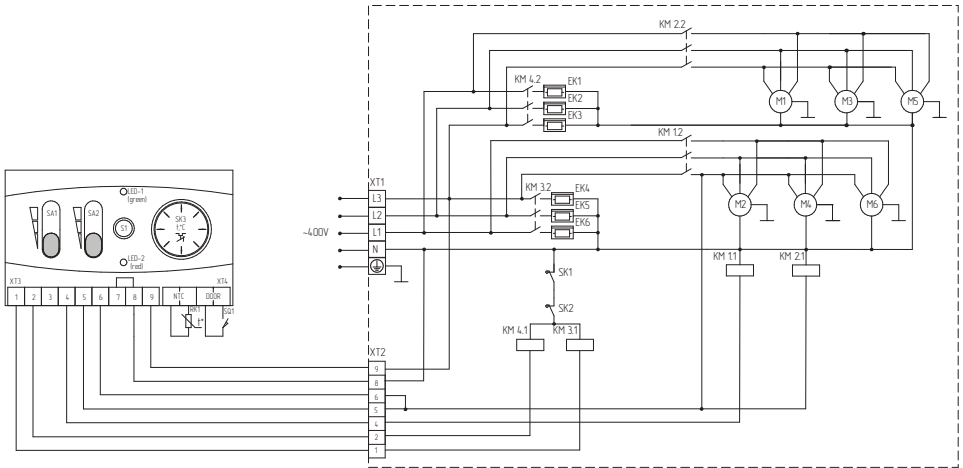 KM 2.2
KM 4.2
EK1
EK2
EK3
M1
M3
M5
KM 1.2
XT1
L3
L2
L1
N
~400V
KM 3.2
EK4
EK5
EK6
M2
M4
M6
KM 1.1
KM 2.1
SK1
SK2
KM 4.1
KM 3.1
LED-1
(green)
SA1
SA2
S1
SK3
t,°C
LED-2
(red)
XT3
XT4
1 2 3 4 5 6 7 8 9 NTC DOOR
RK1
t°
SQ1
XT2
9
8
6
5
4
2
1